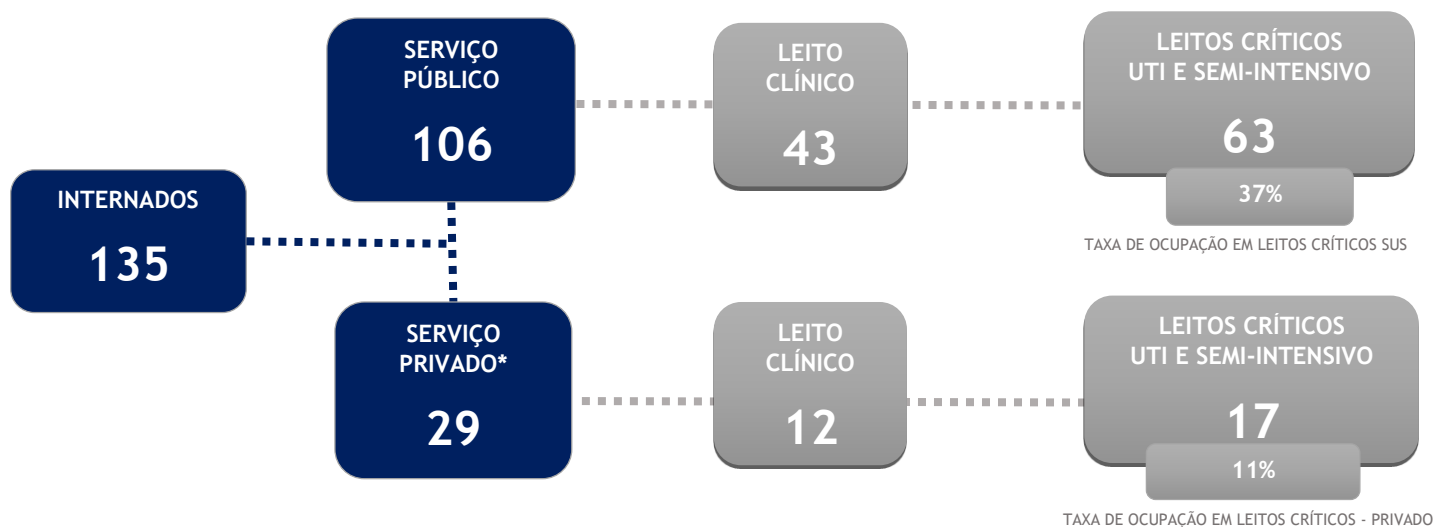 INTERNADOS
135
SERVIÇO
PÚBLICO
106
LEITO
CLÍNICO
43
LEITOS CRÍTICOS
UTI E SEMI-INTENSIVO
63
37%
TAXA DE OCUPAÇÃO EM LEITOS CRÍTICOS SUS
SERVIÇO
PRIVADO*
29
LEITO
CLÍNICO
12
LEITOS CRÍTICOS
UTI E SEMI-INTENSIVO
17
11%
TAXA DE OCUPAÇÃO EM LEITOS CRÍTICOS - PRIVADO